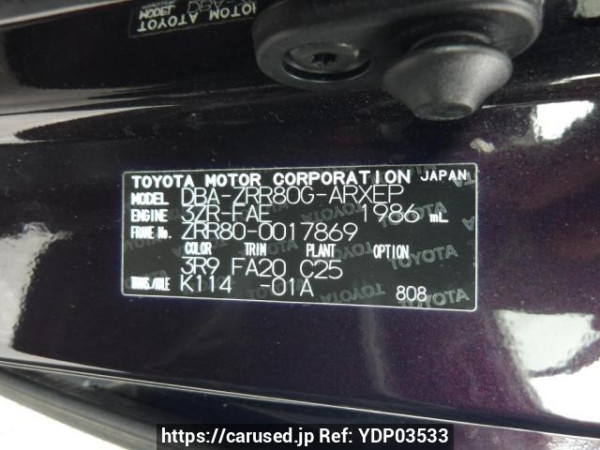 TOYOTA MOTOR CORPORATION JAPAN
MODEL DBA-ZRR80G-ARXEP
ENGINE 3ZR-FAE 1986 mL
FRAME No. ZRR80-0017869
COLOR TRIM PLANT OPTION
3R9 FA20 C25
TRANS./AXLE K114 -01A 808
https://carused.jp Ref: YDP03533